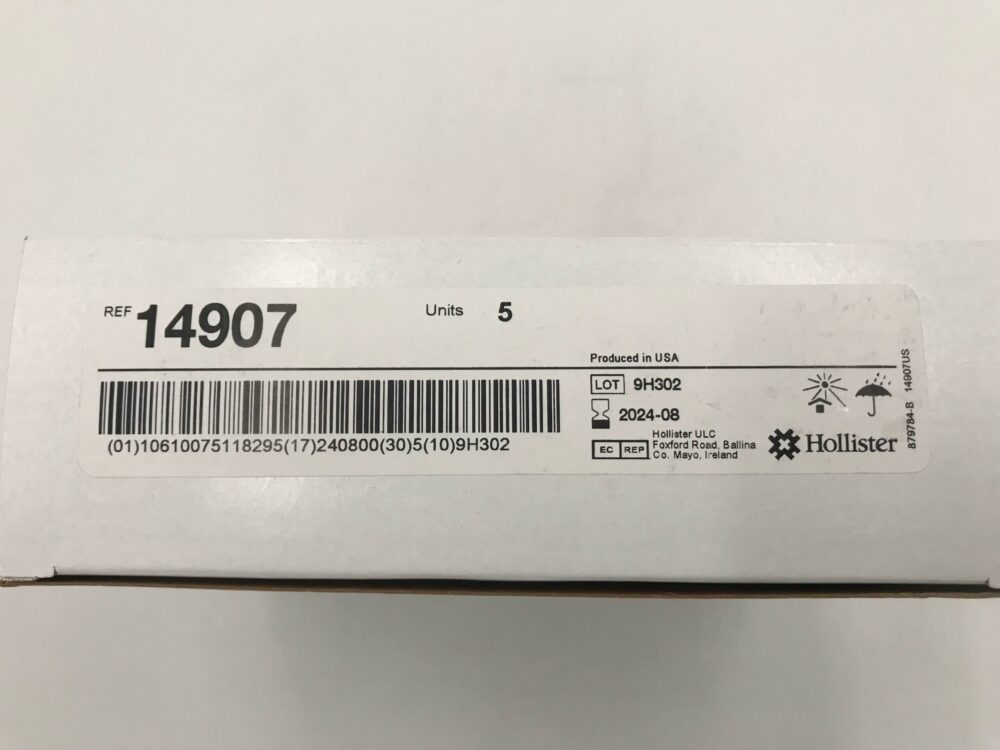 REF 14907 Units 5
Produced in USA
LOT 9H302
2024-08
(01)10610075118295(17)240800(30)5(10)9H302
EC REP Hollister ULC
Foxford Road, Ballina
Co. Mayo, Ireland
Hollister
879784-B 14907US